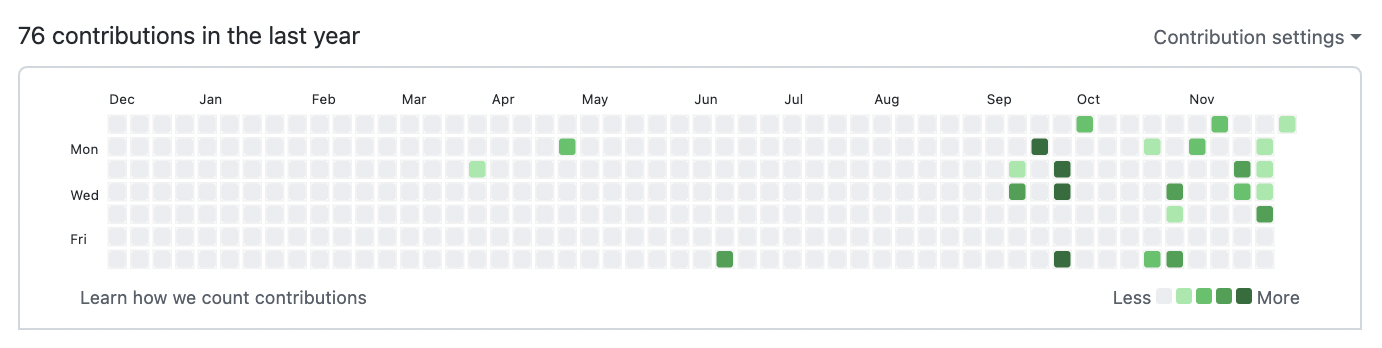 76 contributions in the last year
Contribution settings
Dec Jan Feb Mar Apr May Jun Jul Aug Sep Oct Nov
Mon
Wed
Fri
Learn how we count contributions
Less More